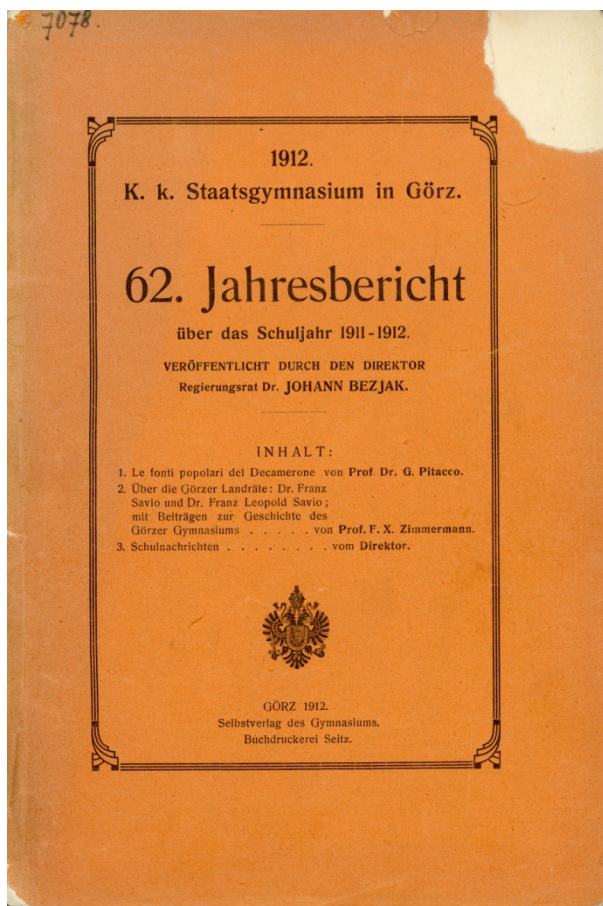 7078.
1912.
K. k. Staatsgymnasium in Görz.
62. Jahresbericht
über das Schuljahr 1911-1912.
VERÖFFENTLICHT DURCH DEN DIREKTOR
Regierungsrat Dr. JOHANN BEZJAK.
INHALT:
1. Le fonti popolari del Decamerone von Prof. Dr. G. Pitacco.
2. Über die Görzer Landräte: Dr. Franz
Savio und Dr. Franz Leopold Savio;
mit Beiträgen zur Geschichte des
Görzer Gymnasiums . . . . . von Prof. F. X. Zimmermann.
3. Schulnachrichten . . . . . . . . vom Direktor.
GÖRZ 1912.
Selbstverlag des Gymnasiums.
Buchdruckerei Seitz.